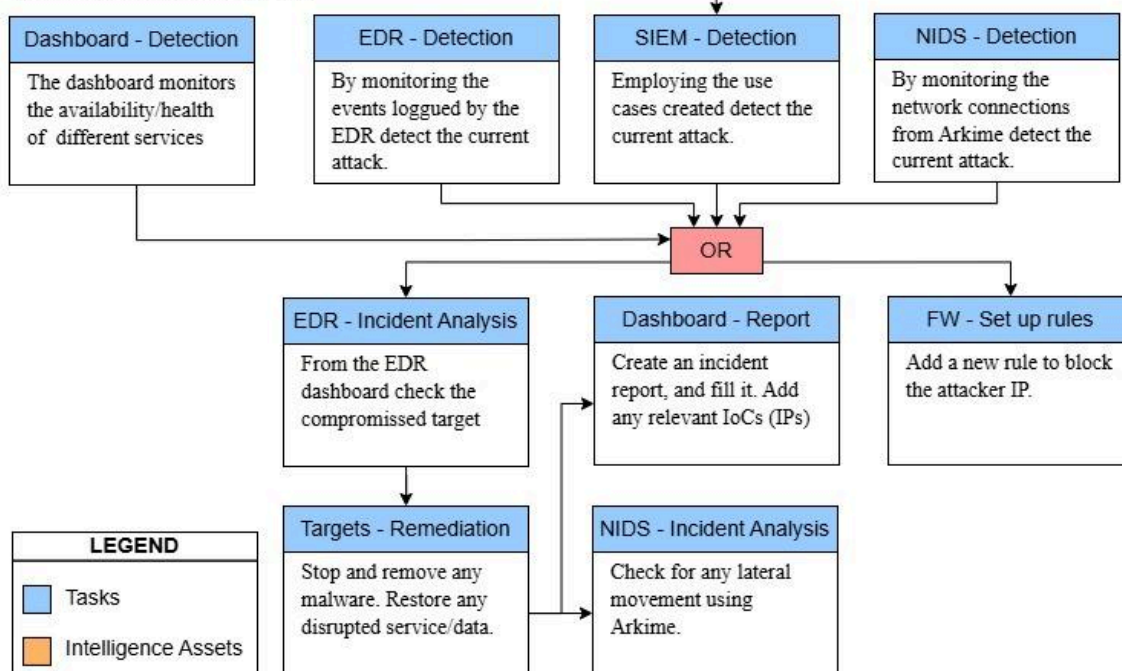 Dashboard - Detection
The dashboard monitors
the availability/health
of different services
EDR - Detection
By monitoring the
events loggued by the
EDR detect the current
attack.
SIEM - Detection
Employing the use
cases created detect the
current attack.
NIDS - Detection
By monitoring the
network connections
from Arkime detect the
current attack.
OR
EDR - Incident Analysis
From the EDR
dashboard check the
compromissed target
Dashboard - Report
Create an incident
report, and fill it. Add
any relevant IoCs (IPs)
FW - Set up rules
Add a new rule to block
the attacker IP.
Targets - Remediation
Stop and remove any
malware. Restore any
disrupted service/data.
NIDS - Incident Analysis
Check for any lateral
movement using
Arkime.
LEGEND
Tasks
Intelligence Assets